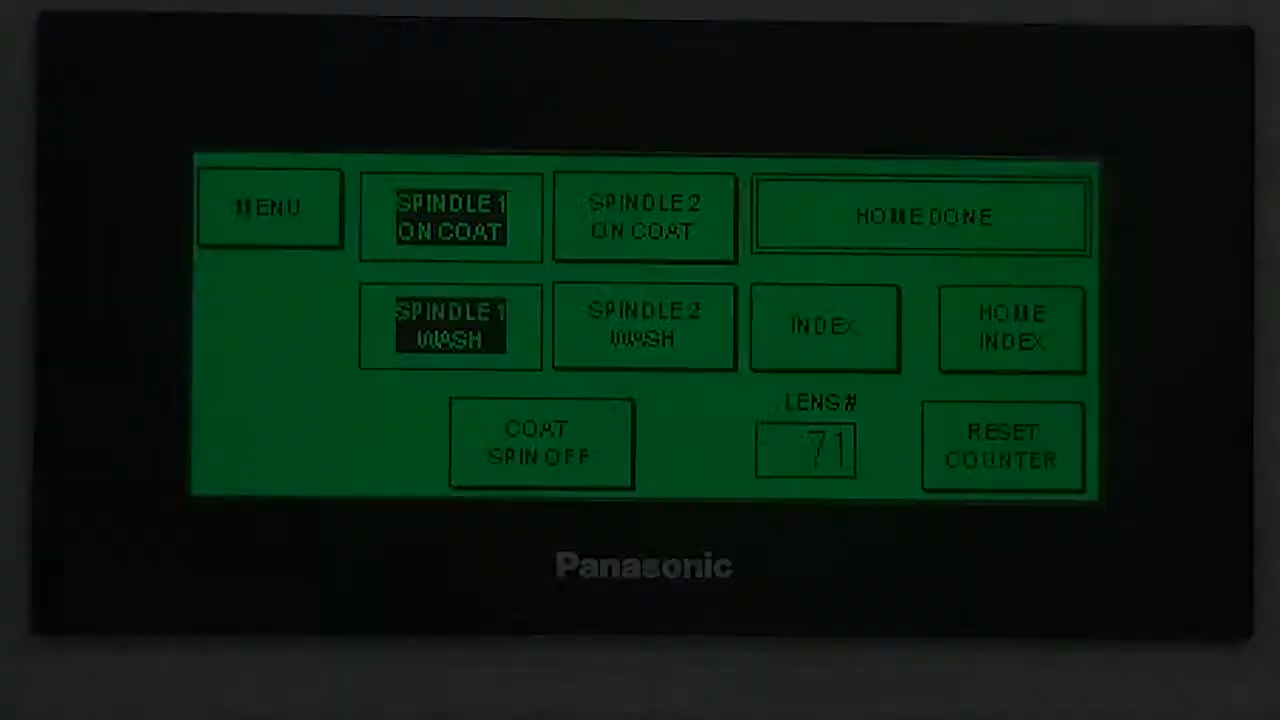 MENU
SPINDLE 1
ON COAT
SPINDLE 2
ON COAT
HOME DONE
SPINDLE 1
WASH
SPINDLE 2
WASH
INDEX
HOME
INDEX
COAT
SPIN OFF
LENS #
71
RESET
COUNTER
Panasonic